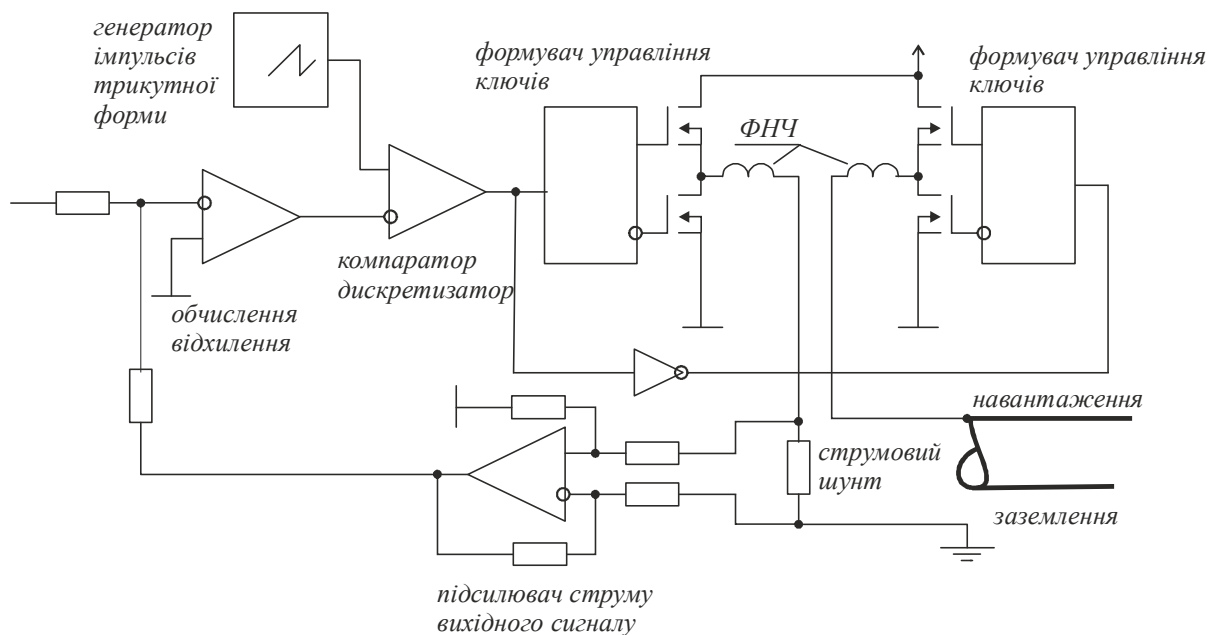 генератор
імпульсів
трикутної
форми
формувач управління
ключів
формувач управління
ключів
ФНЧ
компаратор
дискретизатор
обчислення
відхилення
навантаження
струмовий
шунт
заземлення
підсилювач струму
вихідного сигналу